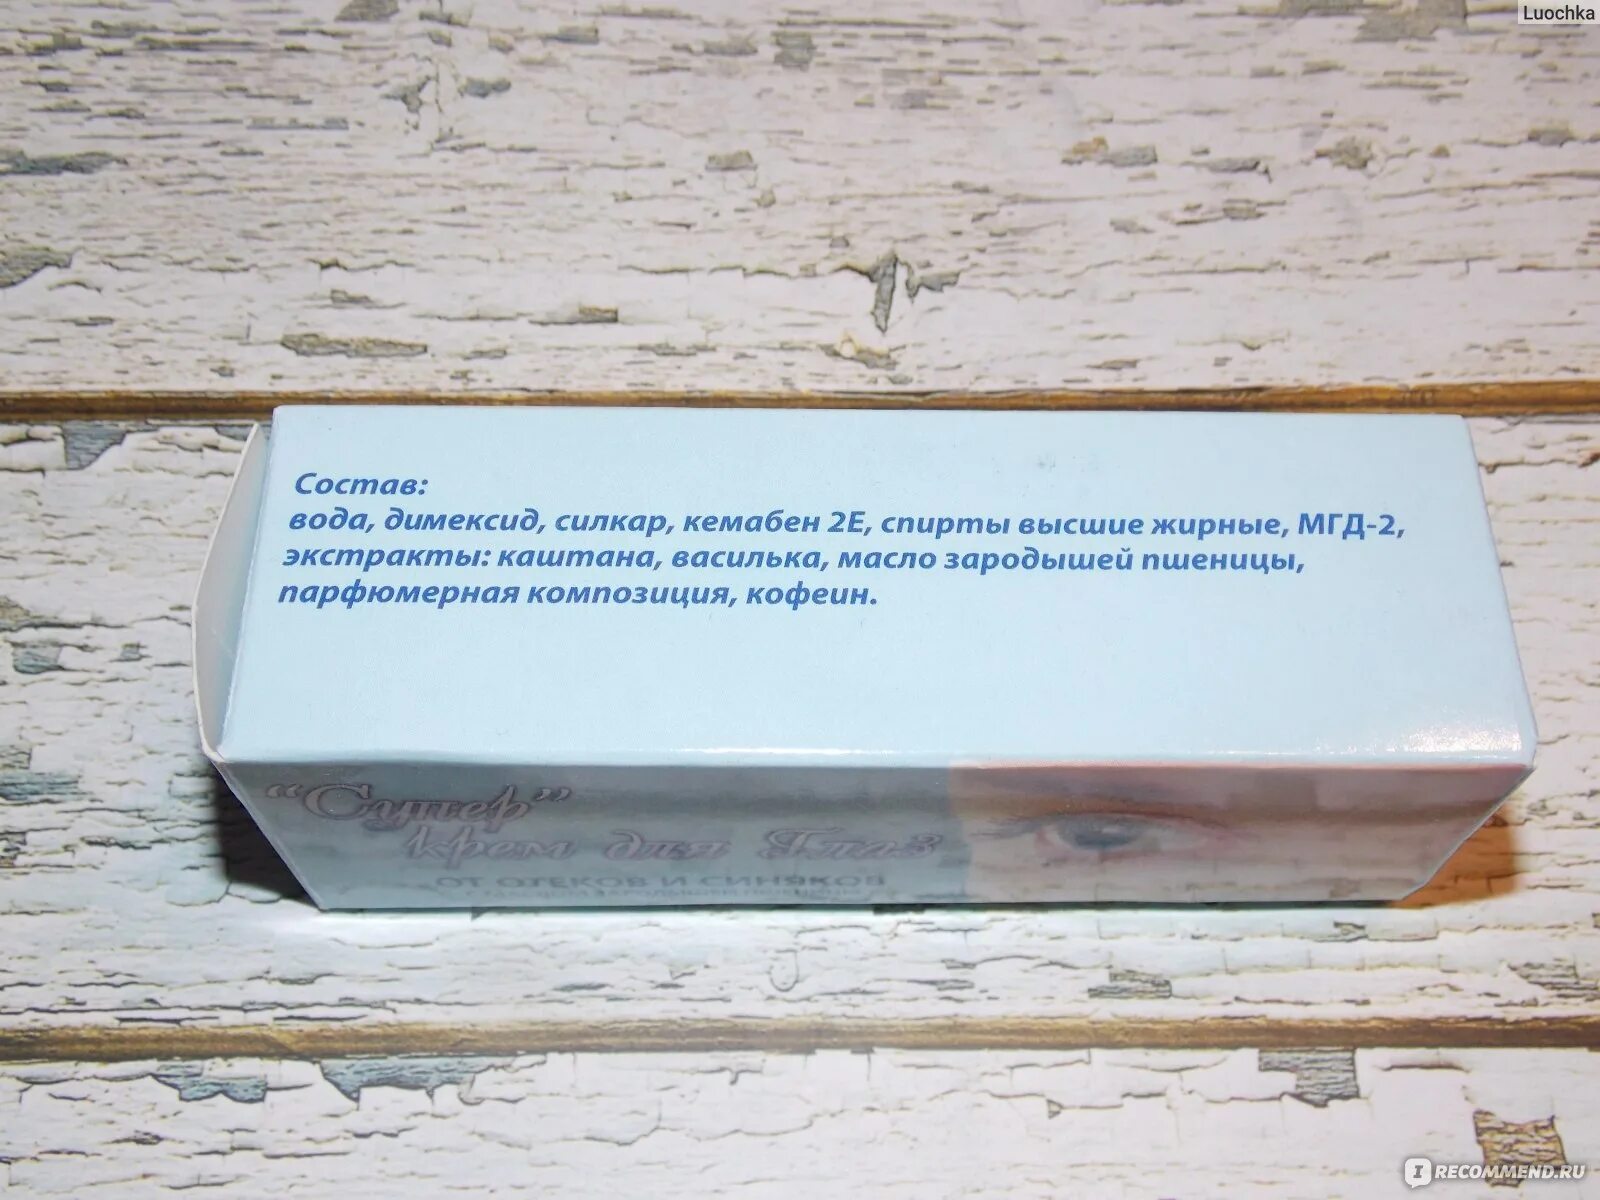 Luochka
Состав:
вода, димексид, силкар, кемабен 2Е, спирты высшие жирные, МГД-2,
экстракты: каштана, василька, масло зародышей пшеницы,
парфюмерная композиция, кофеин.
"Супер"
крем для Глаз
ОТ ОТЕКОВ И СИНЯКОВ
IRECOMMEND.RU